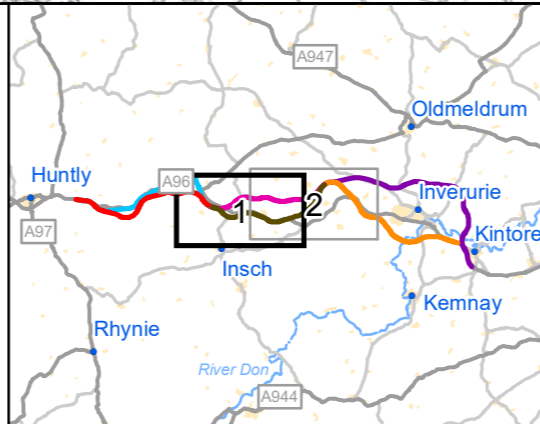 A947
Oldmeldrum
Huntly
A96
Inverurie
1
2
A97
Kintore
Insch
Kemnay
Rhynie
River Don
A944